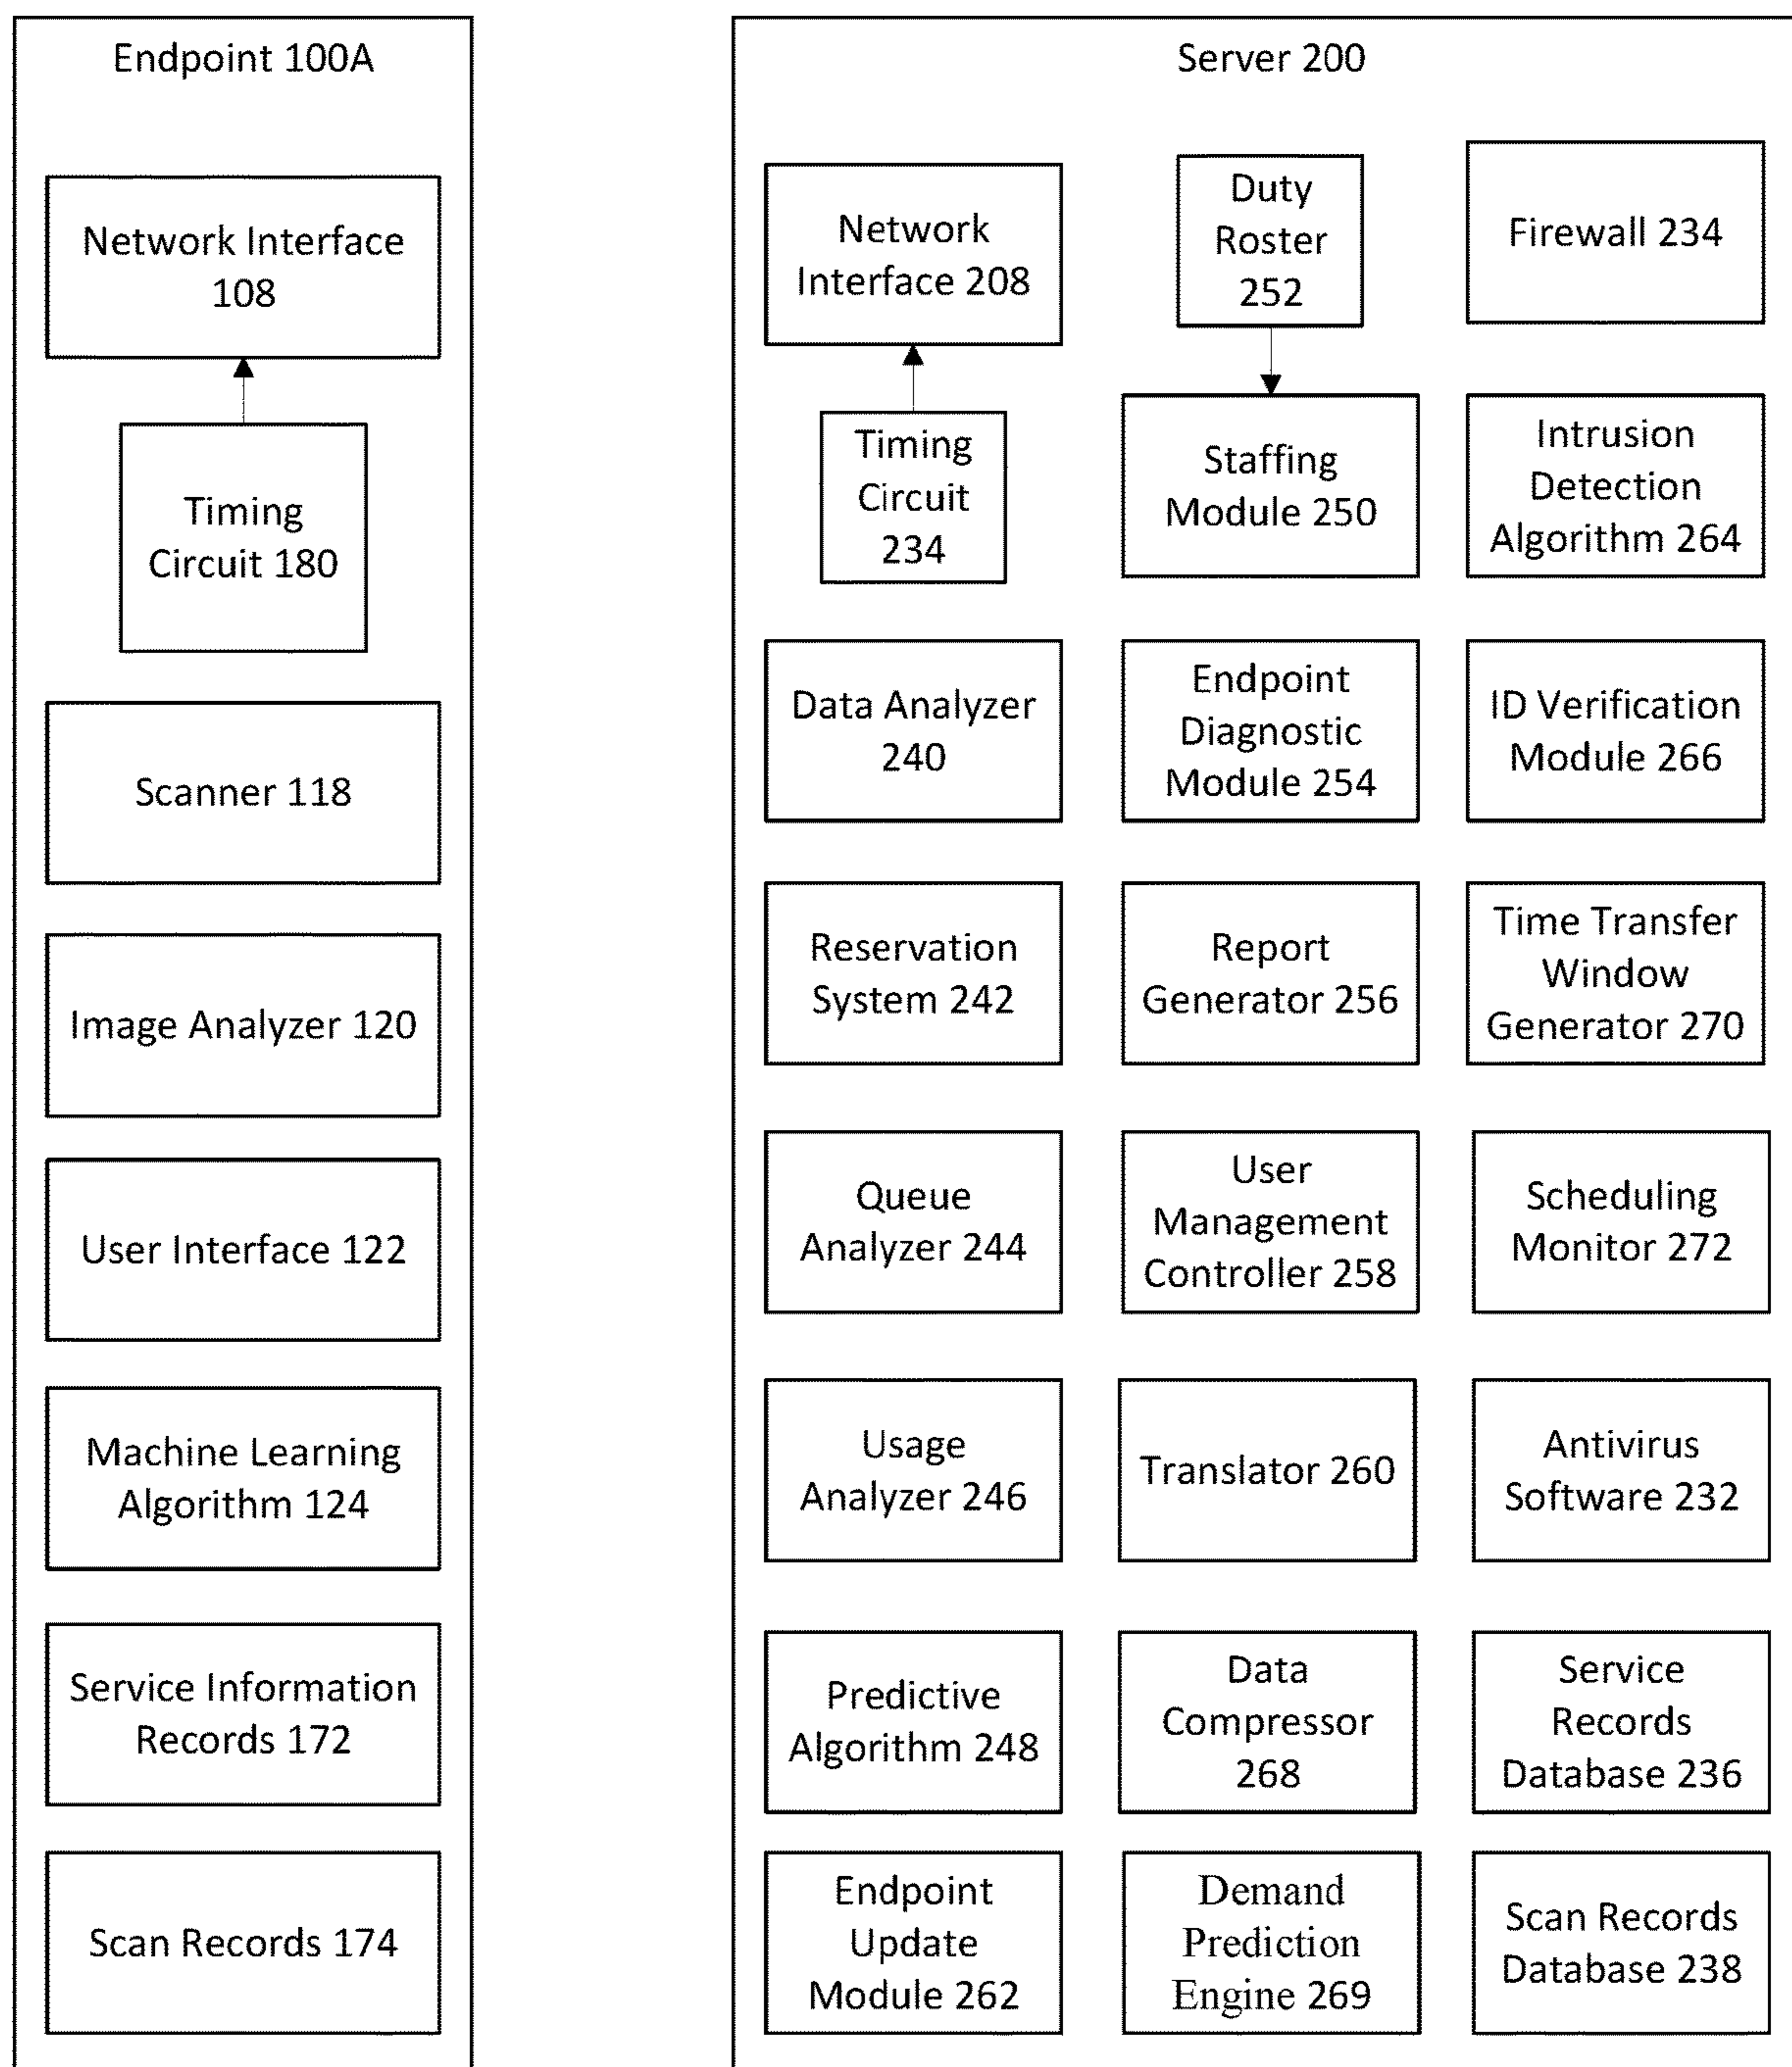 Endpoint 100A
Network Interface
108
Timing
Circuit 180
Scanner 118
Image Analyzer 120
User Interface 122
Machine Learning
Algorithm 124
Service Information
Records 172
Scan Records 174
Server 200
Network
Interface 208
Duty
Roster
252
Firewall 234
Timing
Circuit
234
Staffing
Module 250
Intrusion
Detection
Algorithm 264
Data Analyzer
240
Endpoint
Diagnostic
Module 254
ID Verification
Module 266
Reservation
System 242
Report
Generator 256
Time Transfer
Window
Generator 270
Queue
Analyzer 244
User
Management
Controller 258
Scheduling
Monitor 272
Usage
Analyzer 246
Translator 260
Antivirus
Software 232
Predictive
Algorithm 248
Data
Compressor
268
Service
Records
Database 236
Endpoint
Update
Module 262
Demand
Prediction
Engine 269
Scan Records
Database 238